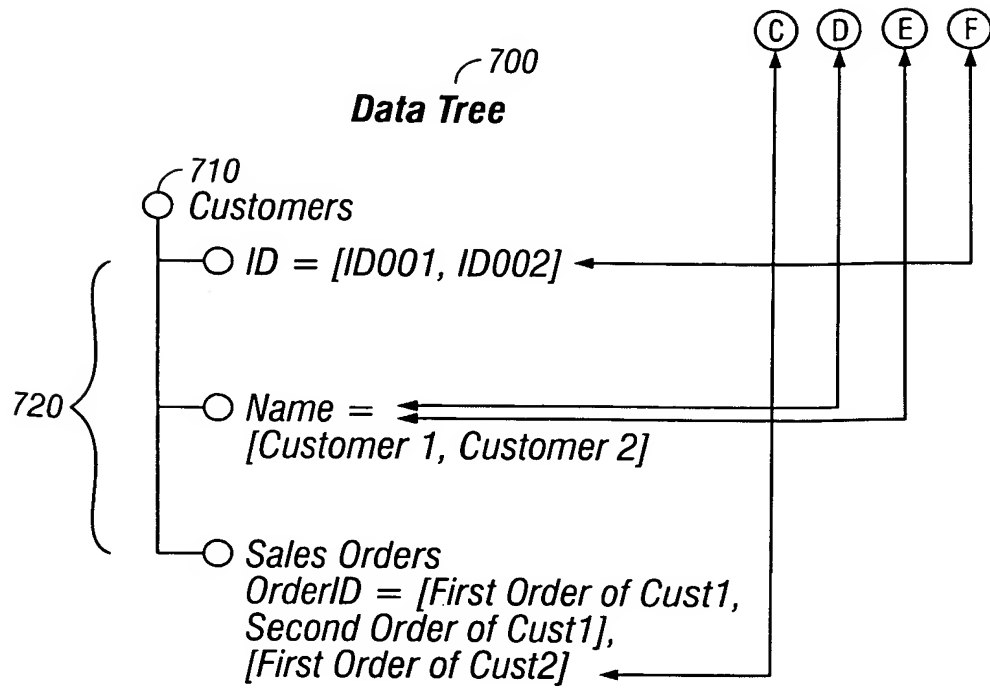 C D E F
700
Data Tree
710
Customers
ID = [ID001, ID002]
720
Name =
[Customer 1, Customer 2]
Sales Orders
OrderID = [First Order of Cust1,
Second Order of Cust1],
[First Order of Cust2]